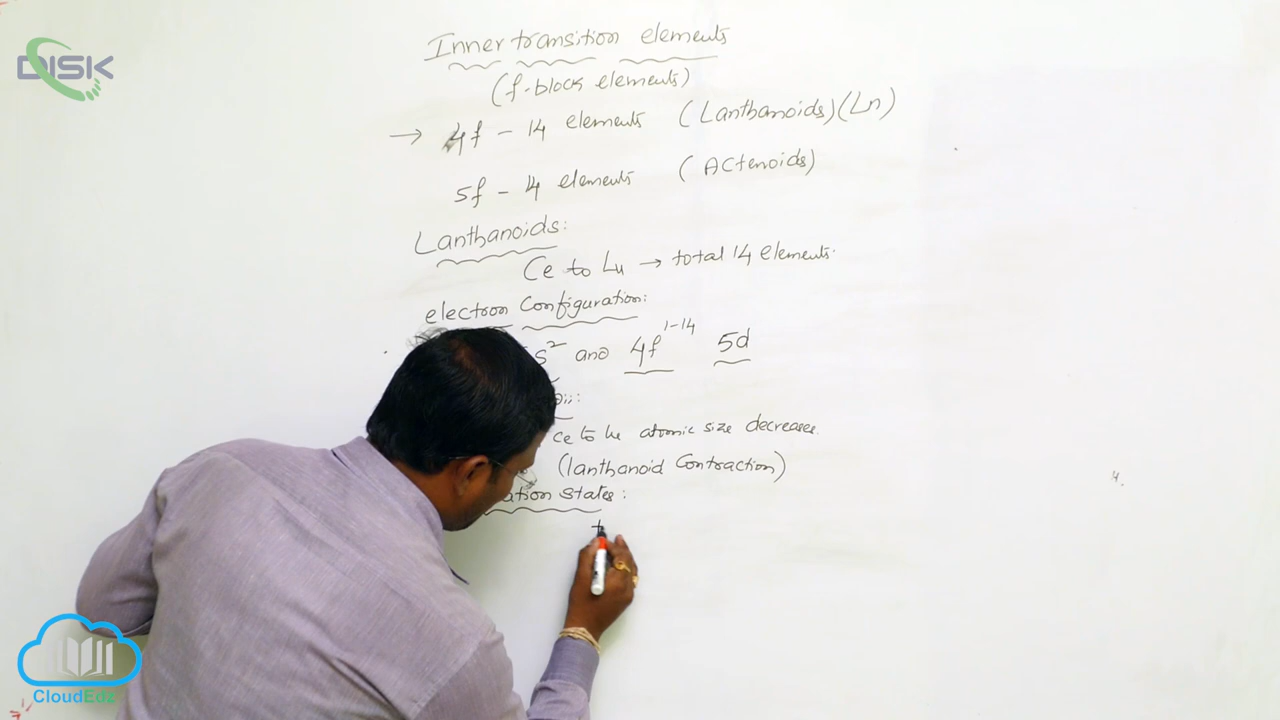 DISK
Inner transition elements
(f-block elements)
→ 4f - 14 elements (Lanthanoids)(Ln)
5f - 4 elements (ACtenoids)
Lanthanoids:
Ce to Lu → total 14 elements.
electron Configuration:
s² and 4f¹⁻¹⁴ 5d
ce to lu atomic size decreases.
(lanthanoid Contraction)
ation States:
+
CloudEdz